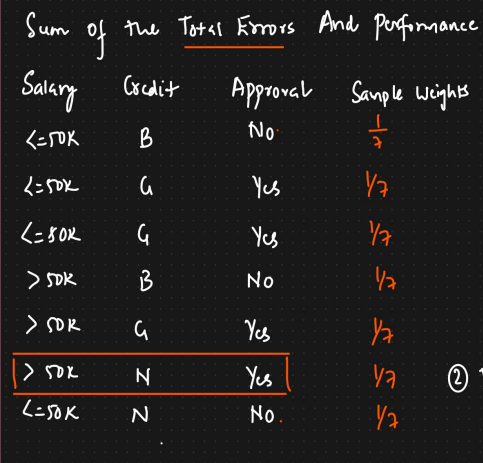 Sum of the Total Errors And Performance
Salary Credit Approval Sample Weights
<=50K B No. 1/7
<=50K G Yes 1/7
<=50K G Yes 1/7
>50K B No 1/7
>50K G Yes 1/7
>50K N Yes 1/7 ②
<=50K N No. 1/7